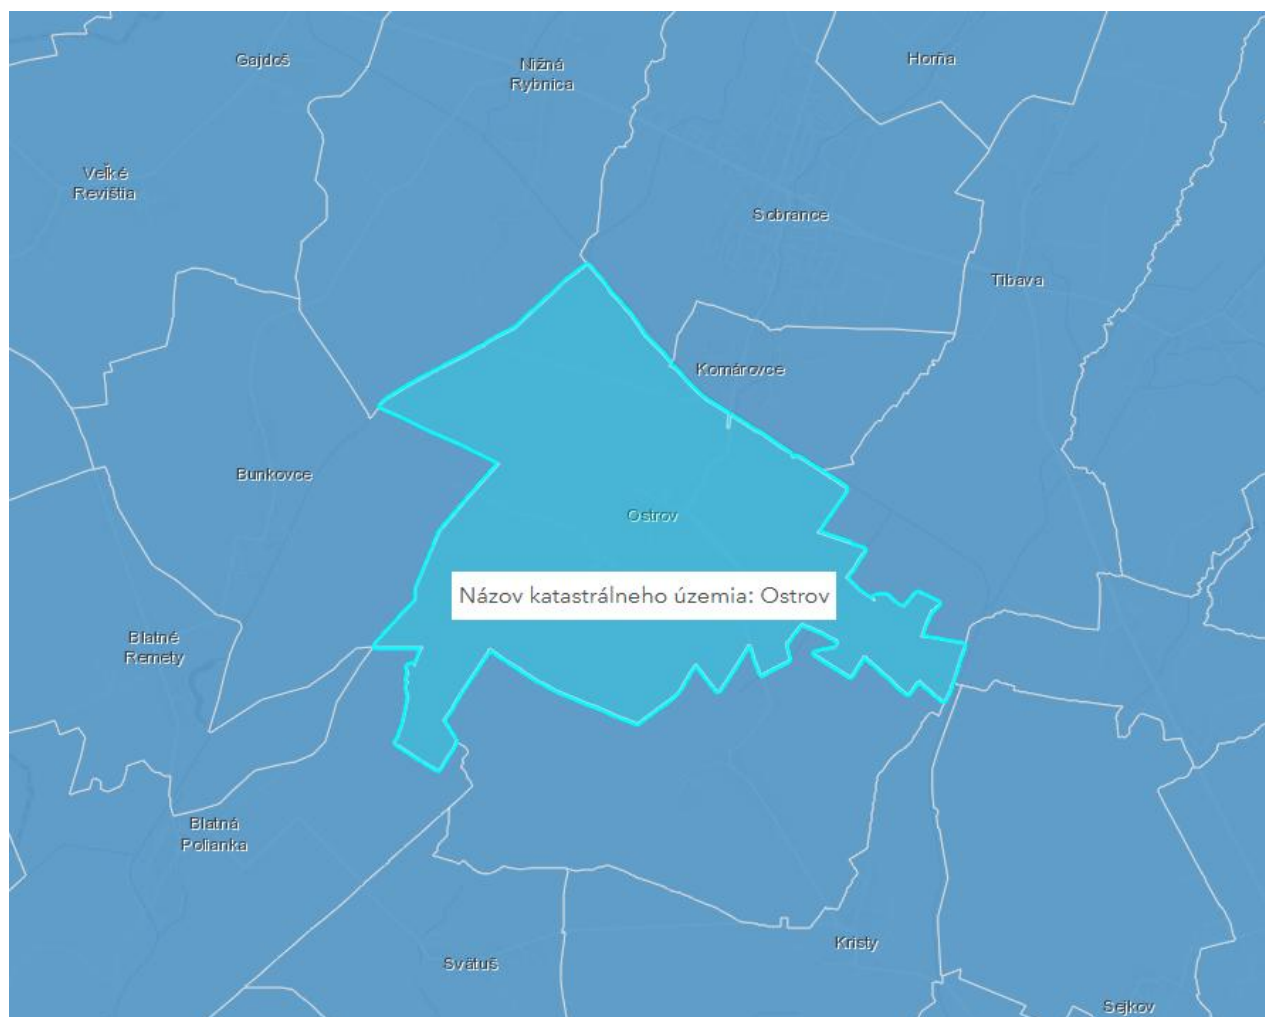 Gajdoš
Nižná
Rybnica
Horňa
Veľké
Revištia
Sobrance
Tibava
Komárovce
Bunkovce
Ostrov
Názov katastrálneho územia: Ostrov
Blatné
Remety
Blatná
Polianka
Kristy
Svätuš
Sejkov